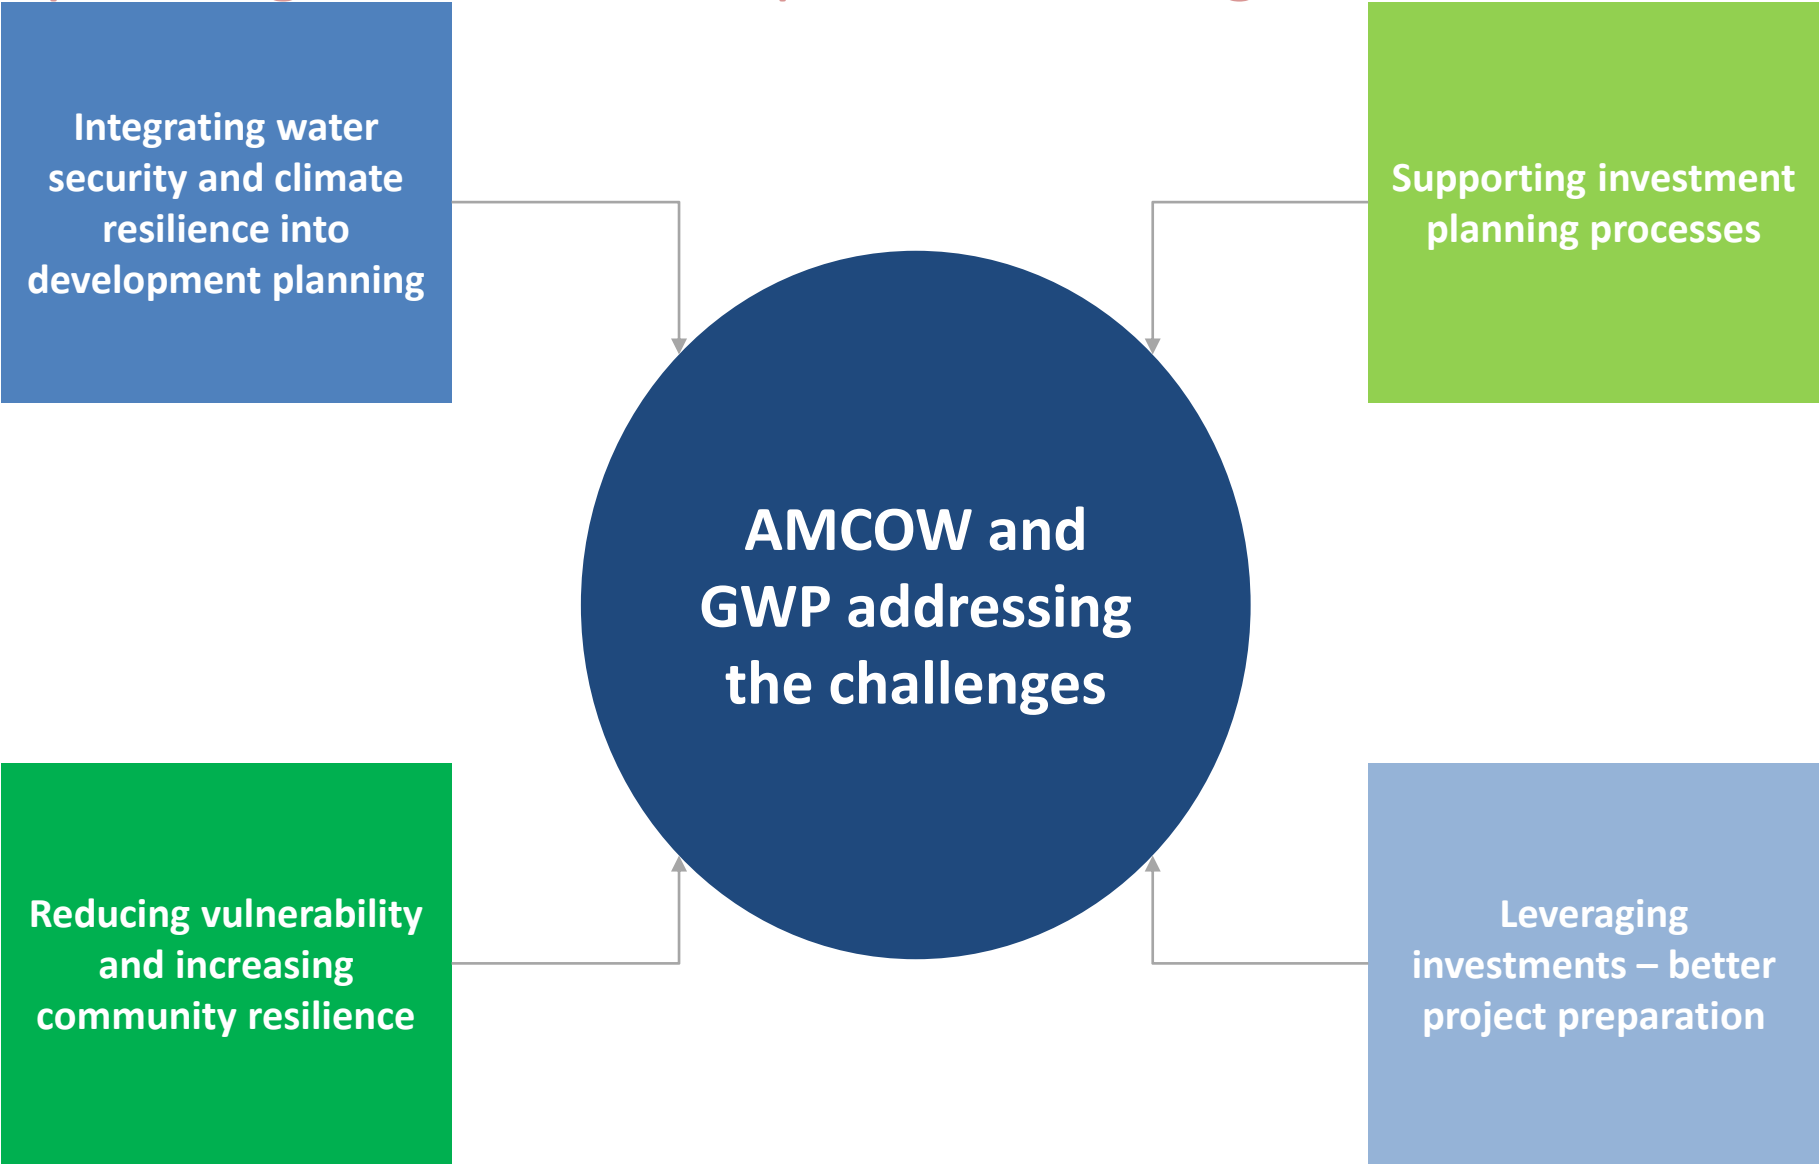 Integrating water
security and climate
resilience into
development planning
Supporting investment
planning processes
AMCOW and
GWP addressing
the challenges
Reducing vulnerability
and increasing
community resilience
Leveraging
investments – better
project preparation